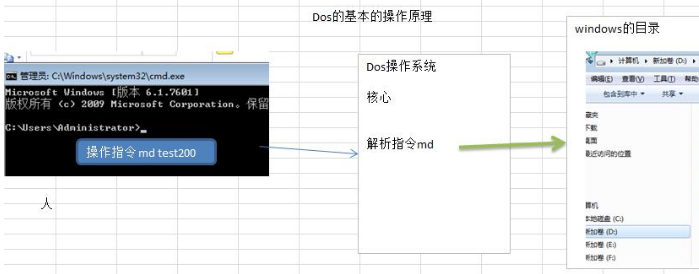 Dos的基本的操作原理
管理员: C:\Windows\system32\cmd.exe
Microsoft Windows [版本 6.1.7601]
版权所有 (c) 2009 Microsoft Corporation。保留
C:\Users\Administrator>_
操作指令md test200
人
Dos操作系统
核心
解析指令md
windows的目录
计算机 ▸ 新加卷 (D:) ▸
编辑(E) 查看(V) 工具(T) 帮助
包含到库中 共享
下载
桌面
最近访问的位置
计算机
本地磁盘 (C:)
新加卷 (D:)
新加卷 (E:)
新加卷 (F:)